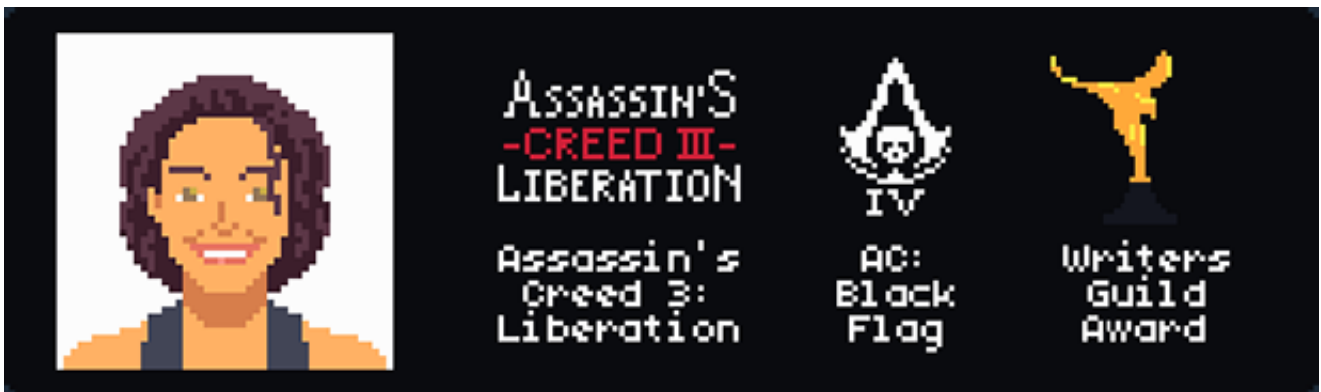 ASSASSIN'S
-CREED III-
LIBERATION
IV
Assassin's
Creed 3:
Liberation
AC:
Black
Flag
Writers
Guild
Award